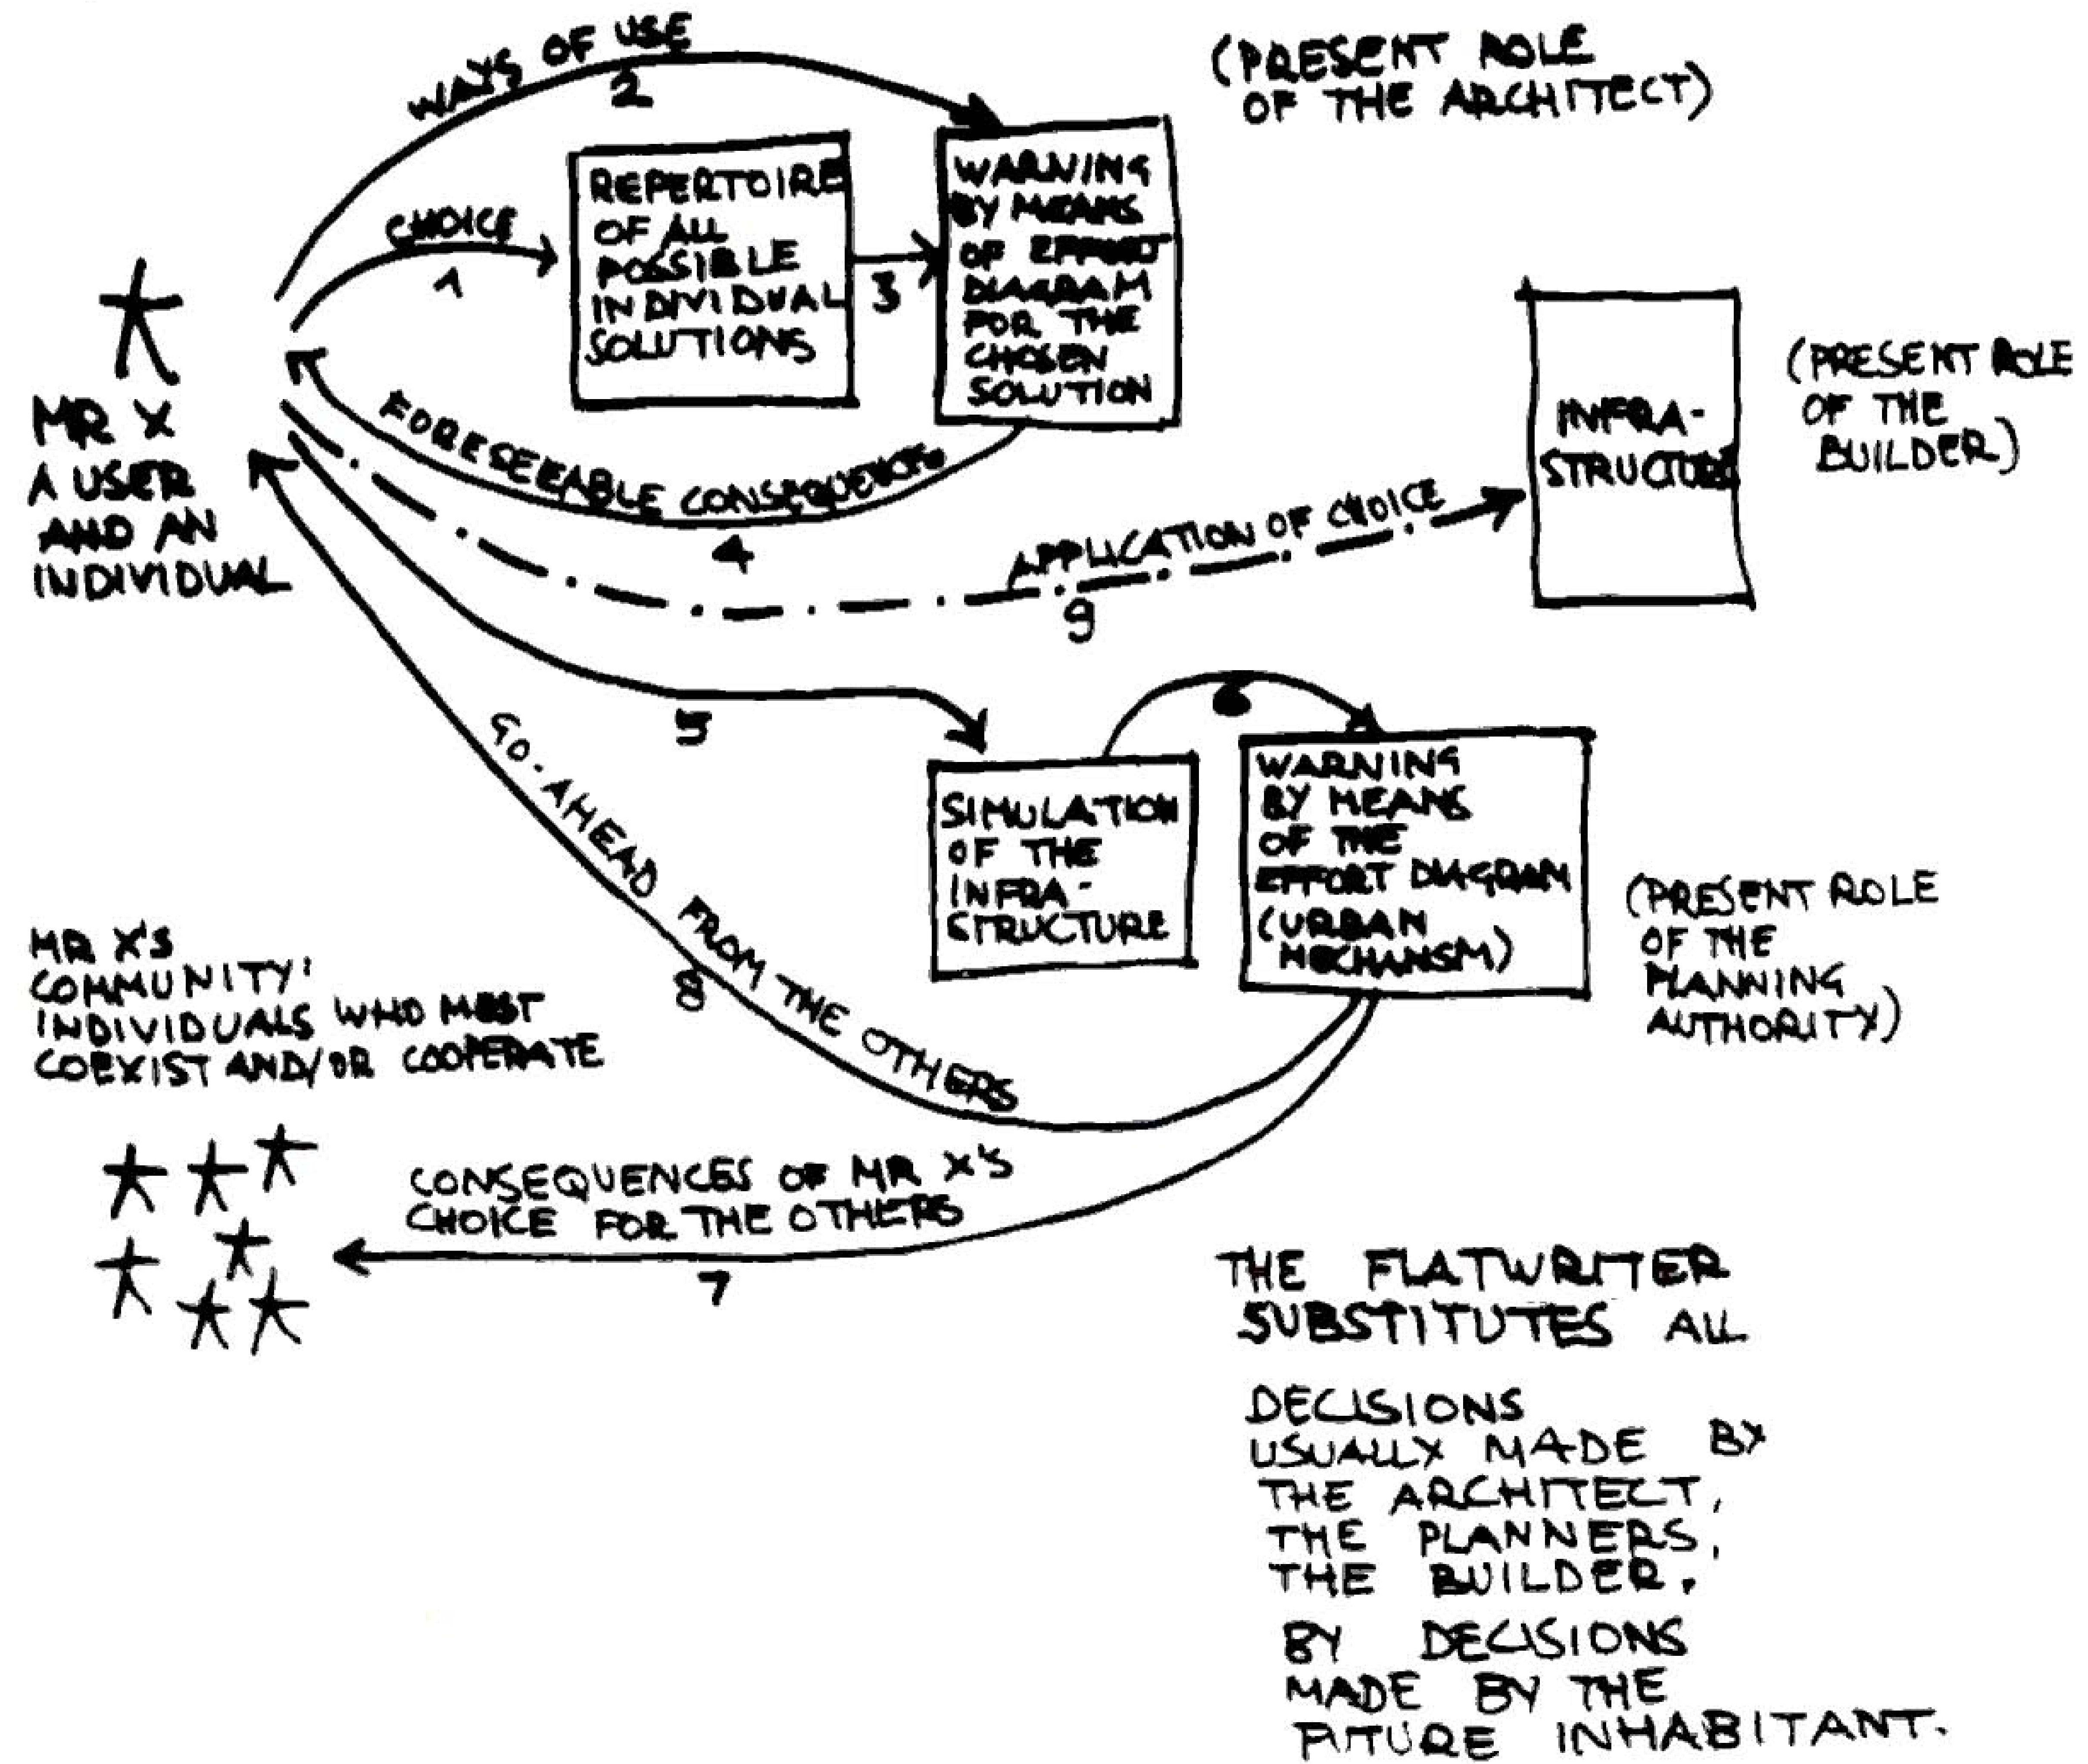 WAYS OF USE
2
(PRESENT ROLE
OF THE ARCHITECT)
CHOICE
1
REPERTOIRE
OF ALL
POSSIBLE
INDIVIDUAL
SOLUTIONS
3
WARNING
BY MEANS
OF EFFORT
DIAGRAM
FOR THE
CHOSEN
SOLUTION
MR X
A USER
AND AN
INDIVIDUAL
FORESEEABLE CONSEQUENCES
4
INFRA-
STRUCTURE
(PRESENT ROLE
OF THE
BUILDER)
APPLICATION OF CHOICE
9
5
6
SIMULATION
OF THE
INFRA-
STRUCTURE
WARNING
BY MEANS
OF THE
EFFORT DIAGRAM
(URBAN
MECHANISM)
(PRESENT ROLE
OF THE
PLANNING
AUTHORITY)
GO-AHEAD FROM THE OTHERS
8
MR X'S
COMMUNITY:
INDIVIDUALS WHO MUST
COEXIST AND/OR COOPERATE
CONSEQUENCES OF MR X'S
CHOICE FOR THE OTHERS
7
THE FLATWRITER
SUBSTITUTES ALL
DECISIONS
USUALLY MADE BY
THE ARCHITECT,
THE PLANNERS,
THE BUILDER.
BY DECISIONS
MADE BY THE
FUTURE INHABITANT.